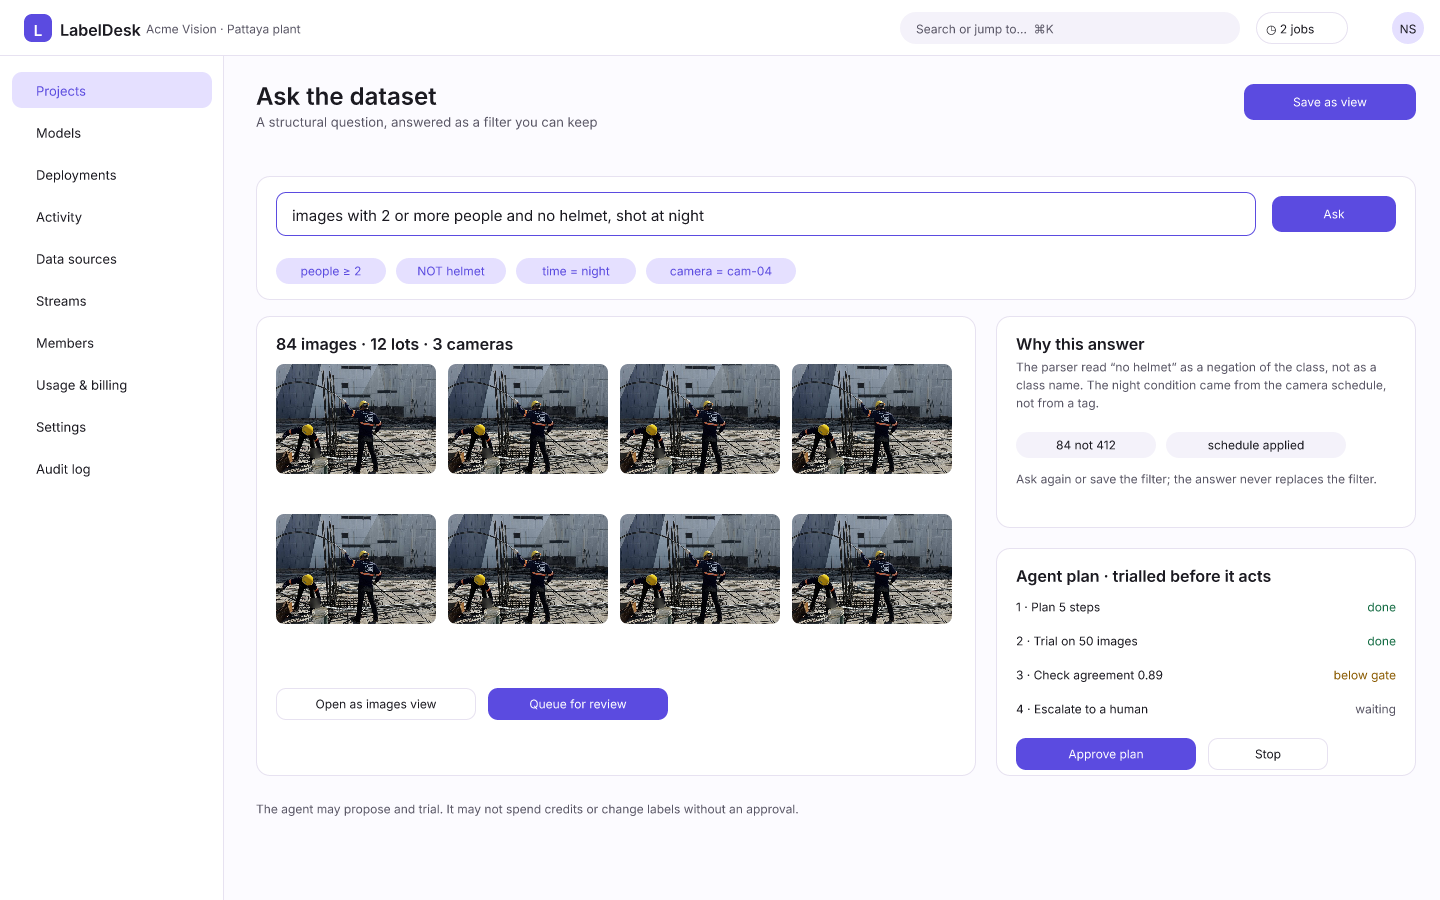 L LabelDesk Acme Vision · Pattaya plant
Search or jump to... ⌘K
◷ 2 jobs
NS
Projects
Models
Deployments
Activity
Data sources
Streams
Members
Usage & billing
Settings
Audit log
Ask the dataset
A structural question, answered as a filter you can keep
Save as view
images with 2 or more people and no helmet, shot at night
Ask
people ≥ 2
NOT helmet
time = night
camera = cam-04
84 images · 12 lots · 3 cameras
Open as images view
Queue for review
Why this answer
The parser read “no helmet” as a negation of the class, not as a
class name. The night condition came from the camera schedule,
not from a tag.
84 not 412
schedule applied
Ask again or save the filter; the answer never replaces the filter.
Agent plan · trialled before it acts
1 · Plan 5 steps done
2 · Trial on 50 images done
3 · Check agreement 0.89 below gate
4 · Escalate to a human waiting
Approve plan
Stop
The agent may propose and trial. It may not spend credits or change labels without an approval.